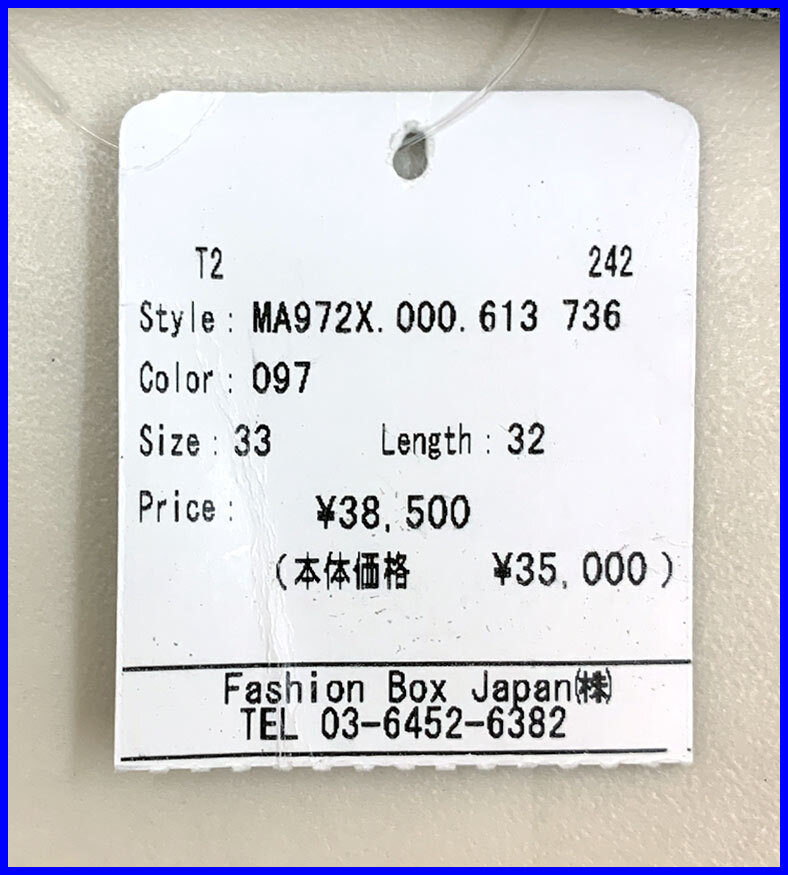 T2 242
Style: MA972X.000.613 736
Color: 097
Size: 33 Length: 32
Price: ¥38,500
(本体価格 ¥35,000)
Fashion Box Japan㈱
TEL 03-6452-6382